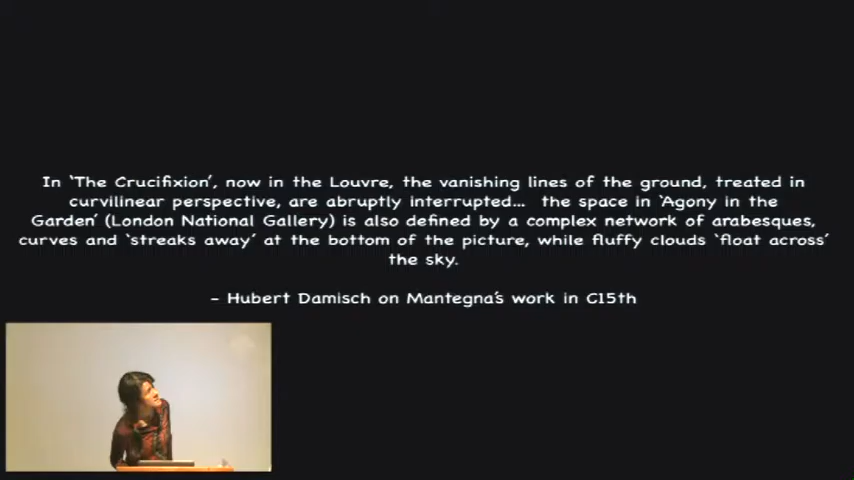 In 'The Crucifixion', now in the Louvre, the vanishing lines of the ground, treated in
curvilinear perspective, are abruptly interrupted... the space in 'Agony in the
Garden' (London National Gallery) is also defined by a complex network of arabesques,
curves and 'streaks away' at the bottom of the picture, while fluffy clouds 'float across'
the sky.
- Hubert Damisch on Mantegna's work in C15th